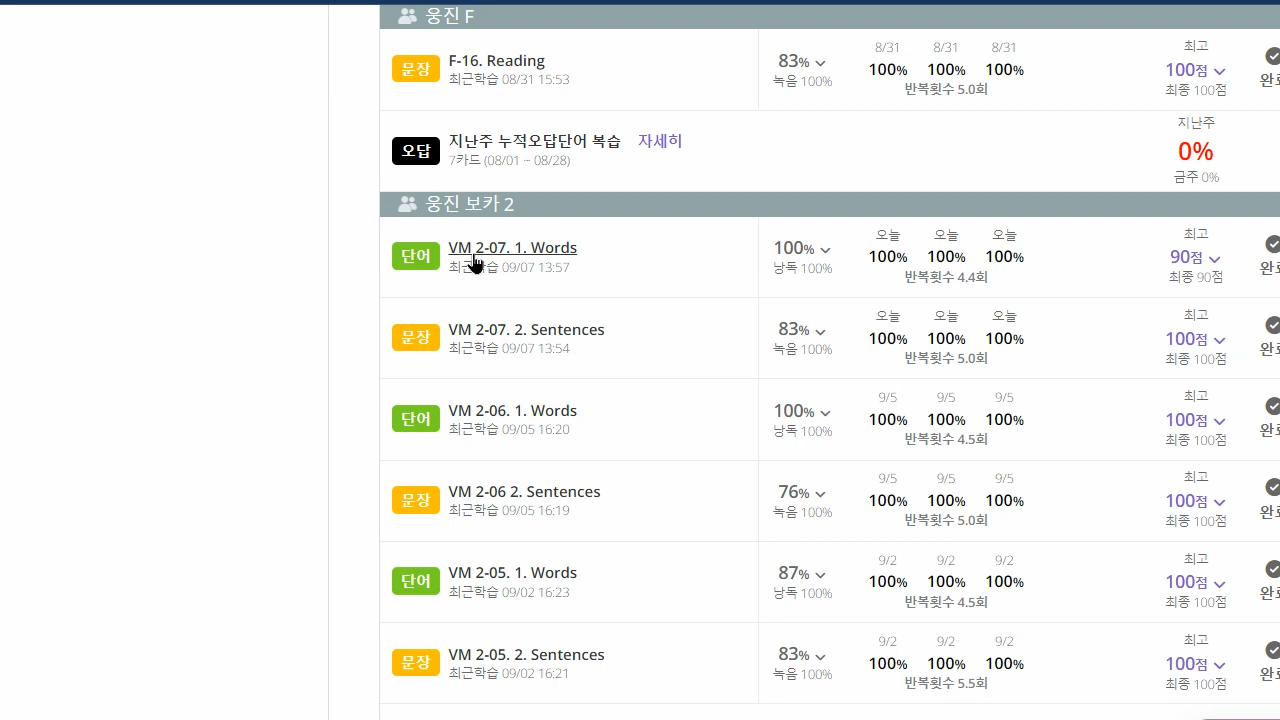 웅진 F
문장 F-16. Reading 83% 8/31 8/31 8/31 최고
최근학습 08/31 15:53 녹음 100% 100% 100% 100% 100점
반복횟수 5.0회 최종 100점
오답 지난주 누적오답단어 복습 자세히 지난주
7카드 (08/01 ~ 08/28) 0%
금주 0%
웅진 보카 2
단어 VM 2-07. 1. Words 100% 오늘 오늘 오늘 최고
최근학습 09/07 13:57 낭독 100% 100% 100% 100% 90점
반복횟수 4.4회 최종 90점
문장 VM 2-07. 2. Sentences 83% 오늘 오늘 오늘 최고
최근학습 09/07 13:54 녹음 100% 100% 100% 100% 100점
반복횟수 5.0회 최종 100점
단어 VM 2-06. 1. Words 100% 9/5 9/5 9/5 최고
최근학습 09/05 16:20 낭독 100% 100% 100% 100% 100점
반복횟수 4.5회 최종 100점
문장 VM 2-06 2. Sentences 76% 9/5 9/5 9/5 최고
최근학습 09/05 16:19 녹음 100% 100% 100% 100% 100점
반복횟수 5.0회 최종 100점
단어 VM 2-05. 1. Words 87% 9/2 9/2 9/2 최고
최근학습 09/02 16:23 낭독 100% 100% 100% 100% 100점
반복횟수 4.5회 최종 100점
문장 VM 2-05. 2. Sentences 83% 9/2 9/2 9/2 최고
최근학습 09/02 16:21 녹음 100% 100% 100% 100% 100점
반복횟수 5.5회 최종 100점